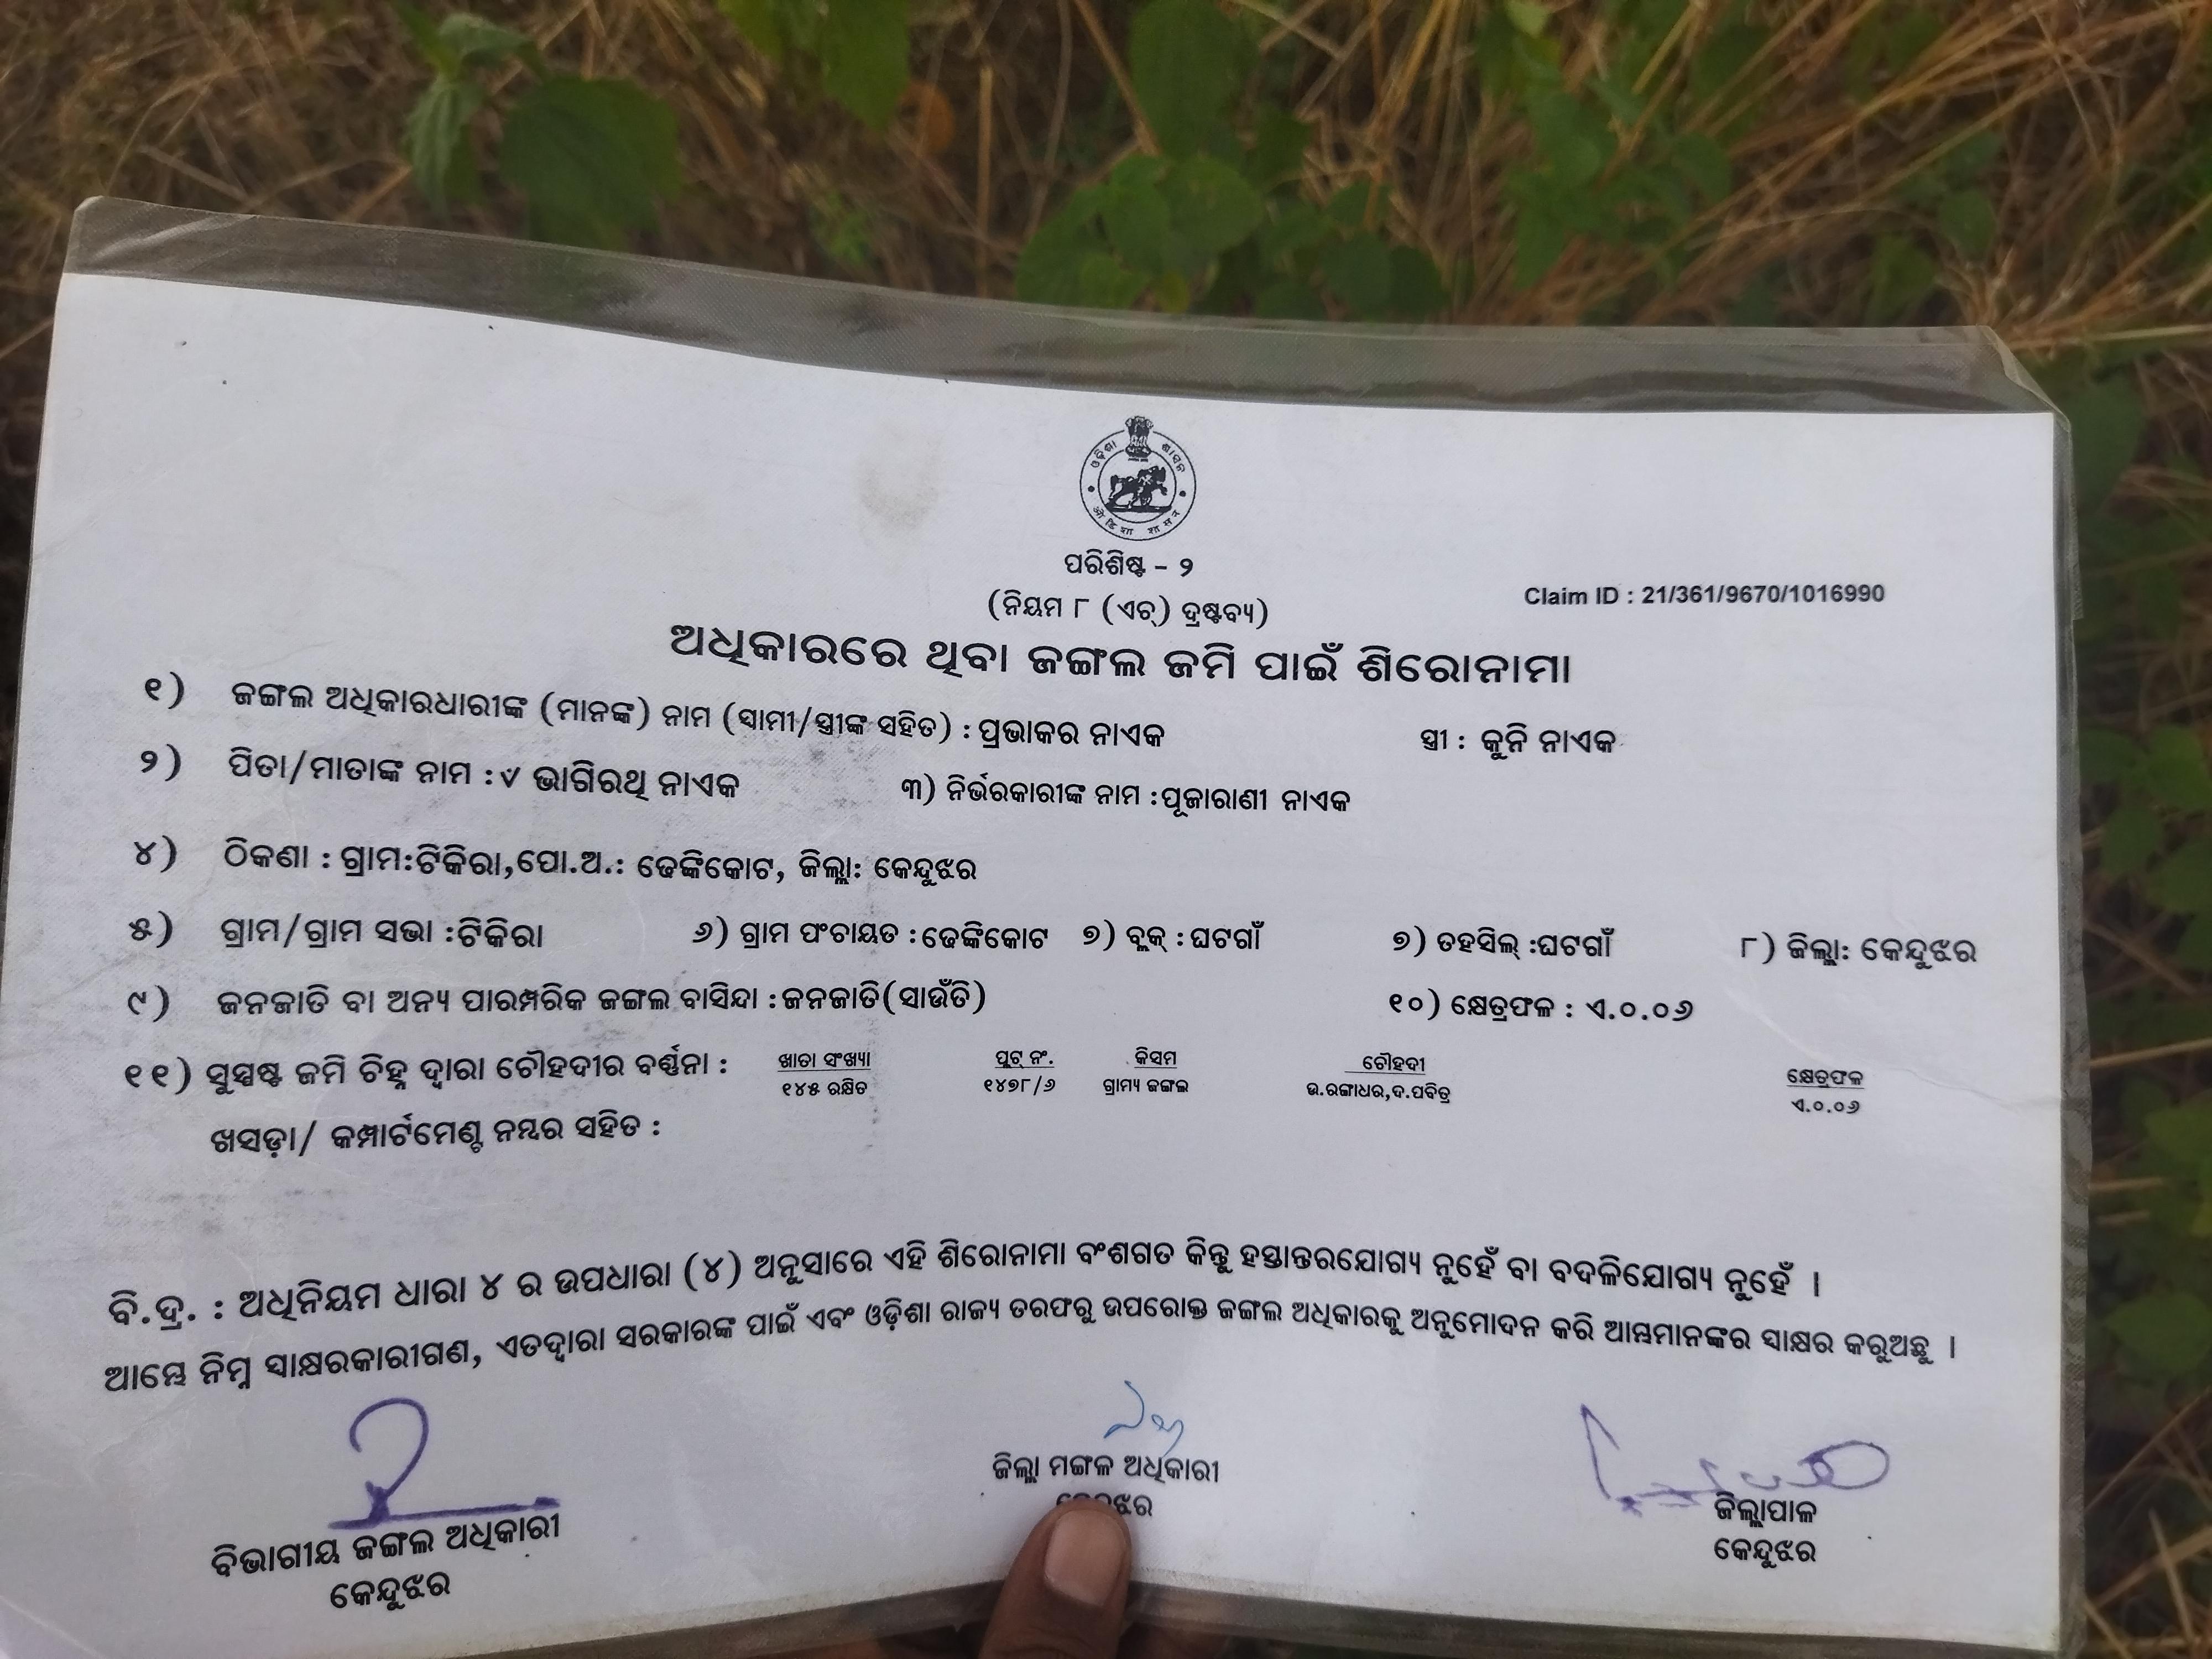 ଓଡ଼ିଶା ଶାସନ
ओडिशा शासन
ପରିଶିଷ୍ଟ - ୨
(ନିୟମ ୮ (ଏଚ୍) ଦ୍ରଷ୍ଟବ୍ୟ)
Claim ID : 21/361/9670/1016990
ଅଧିକାରରେ ଥିବା ଜଙ୍ଗଲ ଜମି ପାଇଁ ଶିରୋନାମା
୧) ଜଙ୍ଗଲ ଅଧିକାରଧାରୀଙ୍କ (ମାନଙ୍କ) ନାମ (ସ୍ୱାମୀ/ସ୍ତ୍ରୀଙ୍କ ସହିତ) : ପ୍ରଭାକର ନାଏକ ସ୍ତ୍ରୀ : କୁନି ନାଏକ
୨) ପିତା/ମାତାଙ୍କ ନାମ : ୰ ଭାଗିରଥି ନାଏକ ୩) ନିର୍ଭରକାରୀଙ୍କ ନାମ :ପୂଜାରାଣୀ ନାଏକ
୪) ଠିକଣା : ଗ୍ରାମ:ଟିକିରା,ପୋ.ଅ.: ଢେଙ୍କିକୋଟ, ଜିଲ୍ଲା: କେନ୍ଦୁଝର
୫) ଗ୍ରାମ/ଗ୍ରାମ ସଭା :ଟିକିରା ୬) ଗ୍ରାମ ପଂଚାୟତ : ଢେଙ୍କିକୋଟ ୭) ବ୍ଲକ୍ : ଘଟଗାଁ ୭) ତହସିଲ୍ :ଘଟଗାଁ ୮) ଜିଲ୍ଲା: କେନ୍ଦୁଝର
୯) ଜନଜାତି ବା ଅନ୍ୟ ପାରମ୍ପରିକ ଜଙ୍ଗଲ ବାସିନ୍ଦା : ଜନଜାତି(ସାଉଁତି) ୧୦) କ୍ଷେତ୍ରଫଳ : ଏ.୦.୦୬
୧୧) ସୁସ୍ପଷ୍ଟ ଜମି ଚିହ୍ନ ଦ୍ୱାରା ଚୌହଦୀର ବର୍ଣ୍ଣନା : ଖାତା ସଂଖ୍ୟା ପ୍ଲଟ୍ ନଂ. କିସମ ଚୌହଦୀ କ୍ଷେତ୍ରଫଳ
୧୪୫ ରକ୍ଷିତ ୧୪୭୮/୬ ଗ୍ରାମ୍ୟ ଜଙ୍ଗଲ ଉ.ରଙ୍ଗାଧର,ଦ.ପବିତ୍ର ଏ.୦.୦୬
ଖସଡ଼ା/ କମ୍ପାର୍ଟମେଣ୍ଟ ନମ୍ବର ସହିତ :
ବି.ଦ୍ର. : ଅଧିନିୟମ ଧାରା ୪ ର ଉପଧାରା (୪) ଅନୁସାରେ ଏହି ଶିରୋନାମା ବଂଶଗତ କିନ୍ତୁ ହସ୍ତାନ୍ତରଯୋଗ୍ୟ ନୁହେଁ ବା ବଦଳିଯୋଗ୍ୟ ନୁହେଁ ।
ଆମ୍ଭେ ନିମ୍ନ ସାକ୍ଷରକାରୀଗଣ, ଏତଦ୍ୱାରା ସରକାରଙ୍କ ପାଇଁ ଏବଂ ଓଡ଼ିଶା ରାଜ୍ୟ ତରଫରୁ ଉପରୋକ୍ତ ଜଙ୍ଗଲ ଅଧିକାରକୁ ଅନୁମୋଦନ କରି ଆମ୍ଭମାନଙ୍କର ସାକ୍ଷର କରୁଅଛୁ ।
ବିଭାଗୀୟ ଜଙ୍ଗଲ ଅଧିକାରୀ
କେନ୍ଦୁଝର
ଜିଲ୍ଲା ମଙ୍ଗଳ ଅଧିକାରୀ
ଜିଲ୍ଲାପାଳ
କେନ୍ଦୁଝର